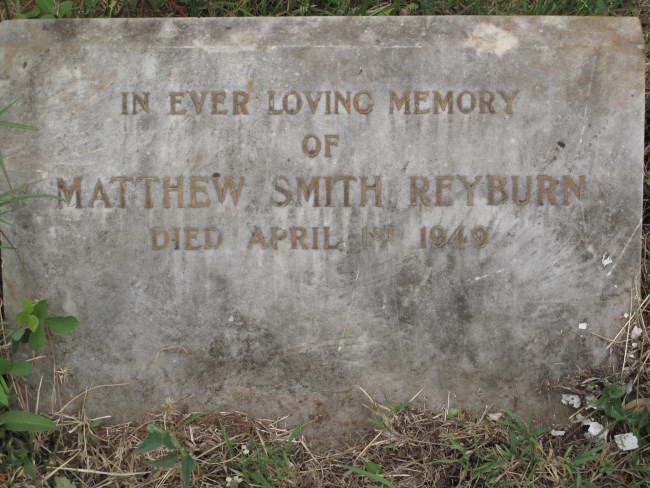 IN EVER LOVING MEMORY
OF
MATTHEW SMITH REYBURN
DIED APRIL 1ST 1949